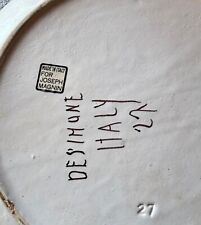 MADE IN ITALY
FOR
JOSEPH
MAGNIN
DESIMONE
ITALY
27
27